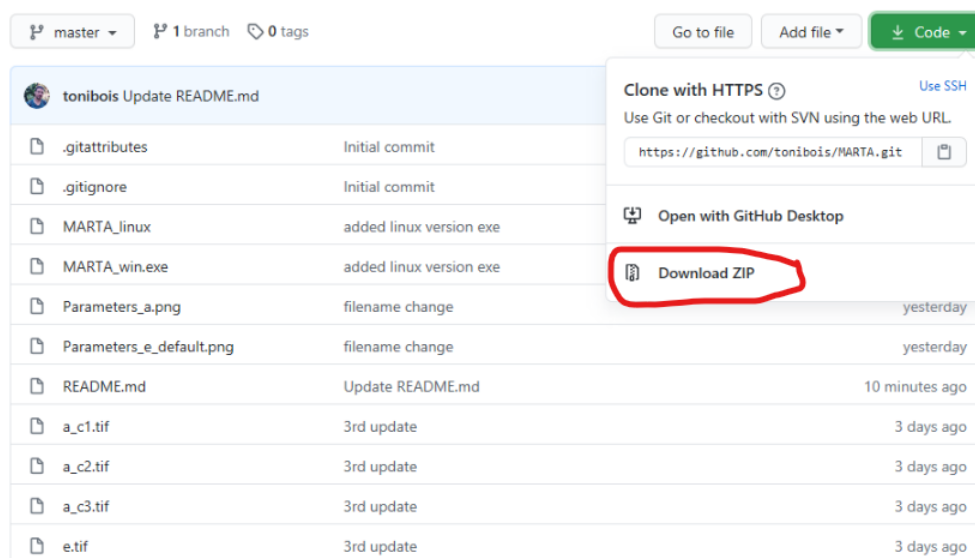 master 1 branch 0 tags Go to file Add file Code
tonibois Update README.md
Clone with HTTPS ? Use SSH
Use Git or checkout with SVN using the web URL.
https://github.com/tonibois/MARTA.git
Open with GitHub Desktop
Download ZIP
.gitattributes Initial commit
.gitignore Initial commit
MARTA_linux added linux version exe
MARTA_win.exe added linux version exe
Parameters_a.png filename change yesterday
Parameters_e_default.png filename change yesterday
README.md Update README.md 10 minutes ago
a_c1.tif 3rd update 3 days ago
a_c2.tif 3rd update 3 days ago
a_c3.tif 3rd update 3 days ago
e.tif 3rd update 3 days ago